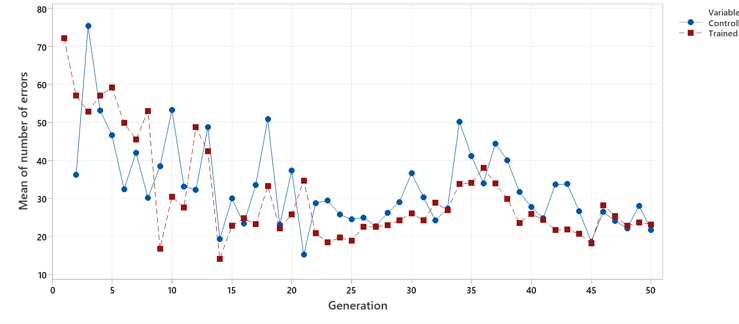 Variable
Controll
Trained
80
70
60
50
40
30
20
10
Mean of number of errors
0 5 10 15 20 25 30 35 40 45 50
Generation